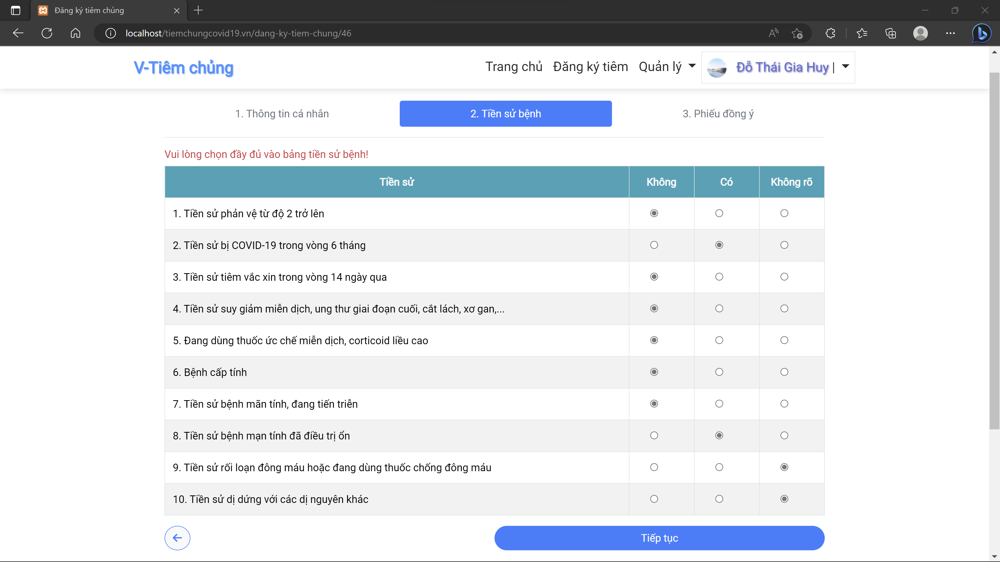 Đăng ký tiêm chủng
localhost/tiemchungcovid19.vn/dang-ky-tiem-chung/46
V-Tiêm chủng
Trang chủ Đăng ký tiêm Quản lý Đỗ Thái Gia Huy |
1. Thông tin cá nhân 2. Tiền sử bệnh 3. Phiếu đồng ý
Vui lòng chọn đầy đủ vào bảng tiền sử bệnh!
Tiền sử Không Có Không rõ
1. Tiền sử phản vệ từ độ 2 trở lên
2. Tiền sử bị COVID-19 trong vòng 6 tháng
3. Tiền sử tiêm vắc xin trong vòng 14 ngày qua
4. Tiền sử suy giảm miễn dịch, ung thư giai đoạn cuối, cắt lách, xơ gan,...
5. Đang dùng thuốc ức chế miễn dịch, corticoid liều cao
6. Bệnh cấp tính
7. Tiền sử bệnh mãn tính, đang tiến triễn
8. Tiền sử bệnh mạn tính đã điều trị ổn
9. Tiền sử rối loạn đông máu hoặc đang dùng thuốc chống đông máu
10. Tiền sử dị dứng với các dị nguyên khác
Tiếp tục